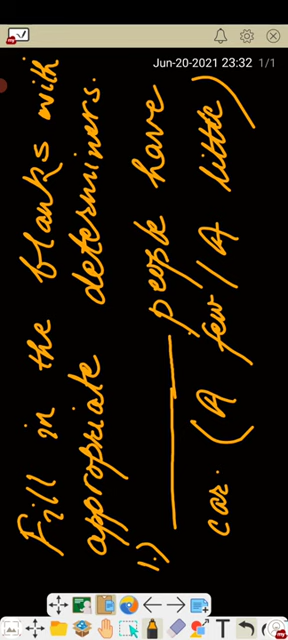 Jun-20-2021 23:32 1/1
Fill in the blanks with
appropriate determiners.
1.) ________ people have
car. (A few / A little)